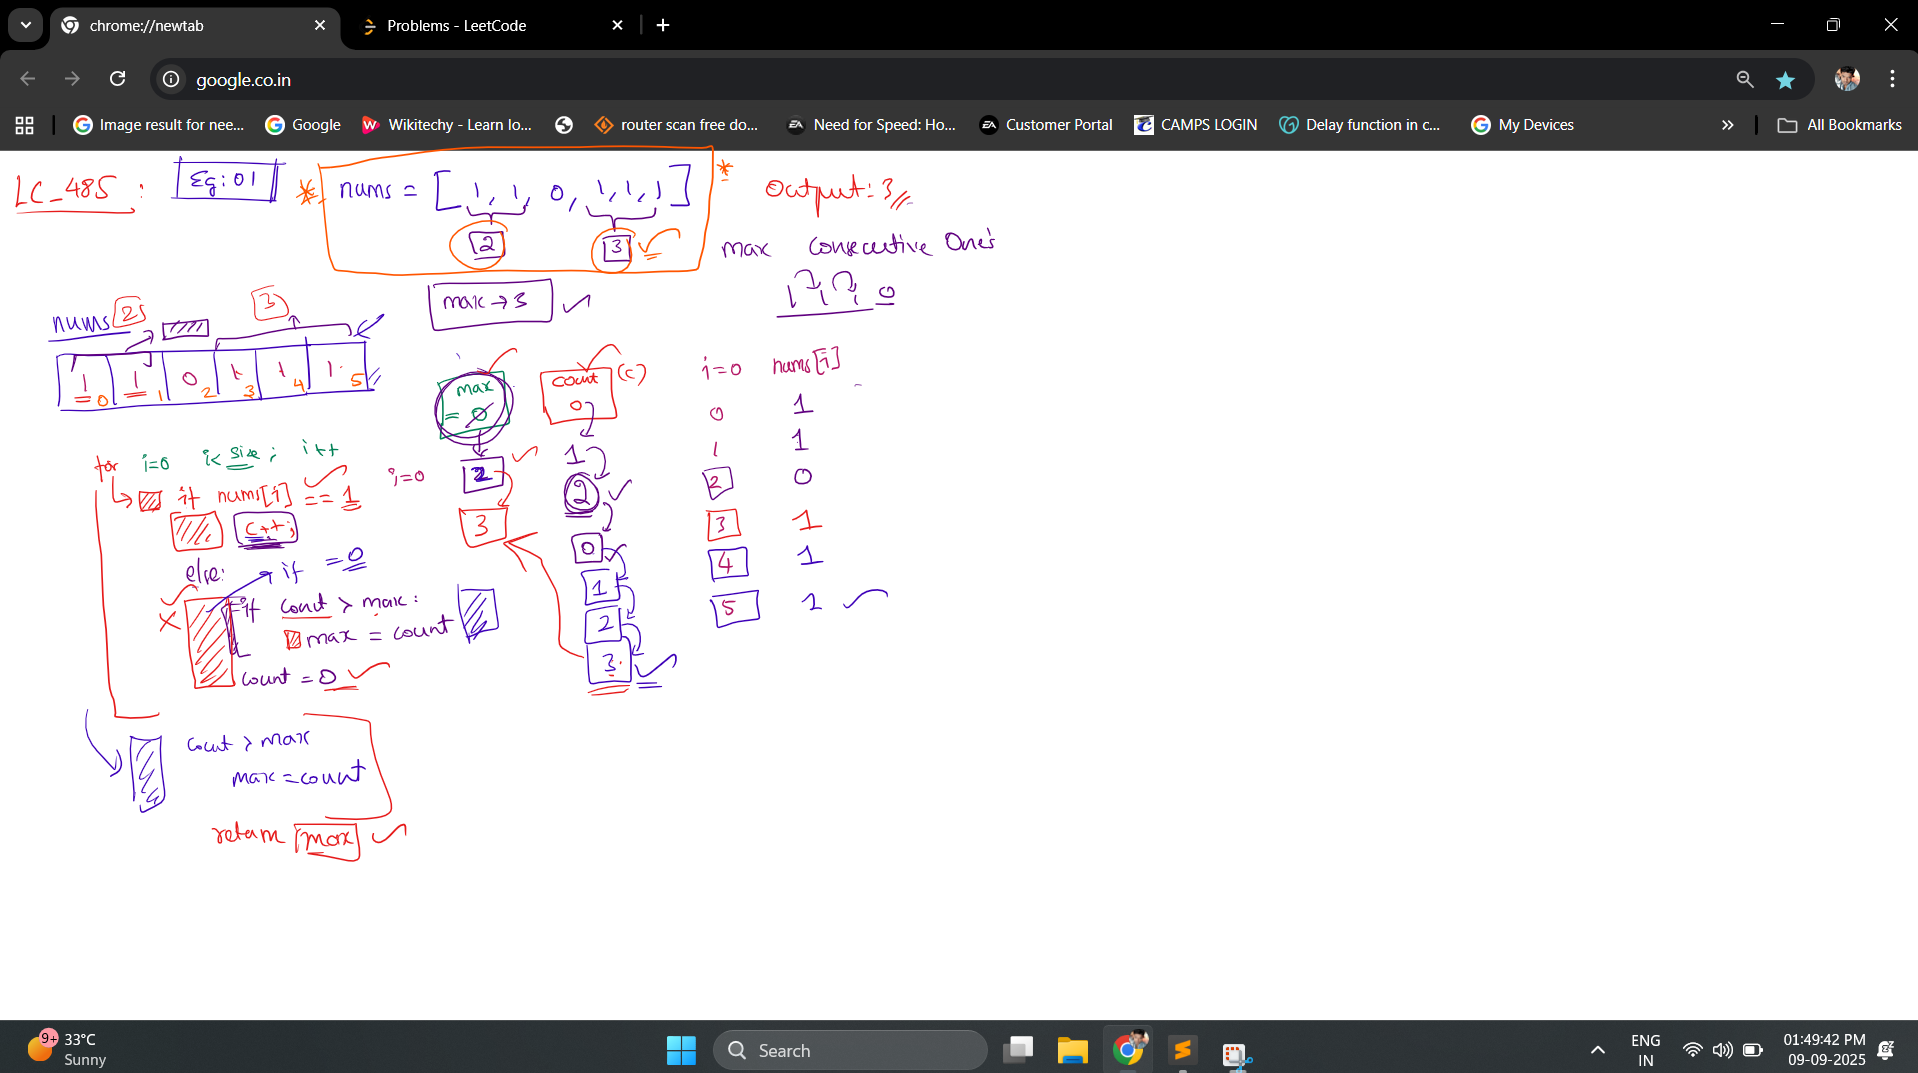 chrome://newtab
Problems - LeetCode
google.co.in
Image result for nee...
Google
Wikitechy - Learn lo...
router scan free do...
Need for Speed: Ho...
Customer Portal
CAMPS LOGIN
Delay function in c...
My Devices
All Bookmarks
LC_485 :
Eg:01
* nums = [1, 1, 0, 1, 1, 1] *
Output: 3
2 3
max consecutive One's
max → 3
1 1 1 0
nums 2 3
1 1 0 1 1 1
0 1 2 3 4 5
max = 0
count (c)
0
i=0 nums[i]
0 1
1 1
2 0
3 1
4 1
5 1
for i=0 i<size; i++
i=0
2
3
1
2
0
1
2
3
if nums[i] == 1
c++;
else: if =0
if count > max:
max = count
count = 0
count > max
max = count
return max
9+
33°C
Sunny
Search
ENG
IN
01:49:42 PM
09-09-2025